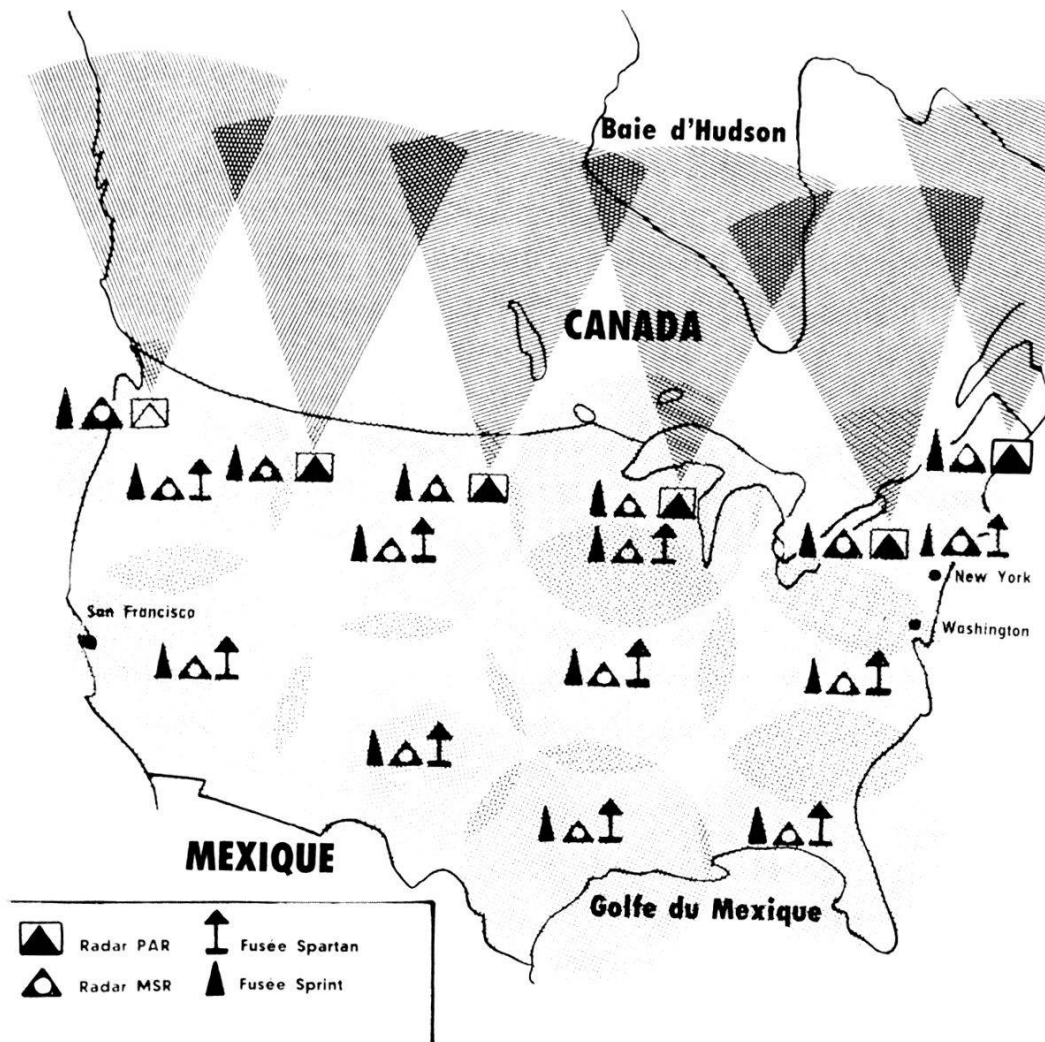 Baie d'Hudson
CANADA
San Francisco
New York
Washington
MEXIQUE
Golfe du Mexique
Radar PAR
Fusée Spartan
Radar MSR
Fusée Sprint